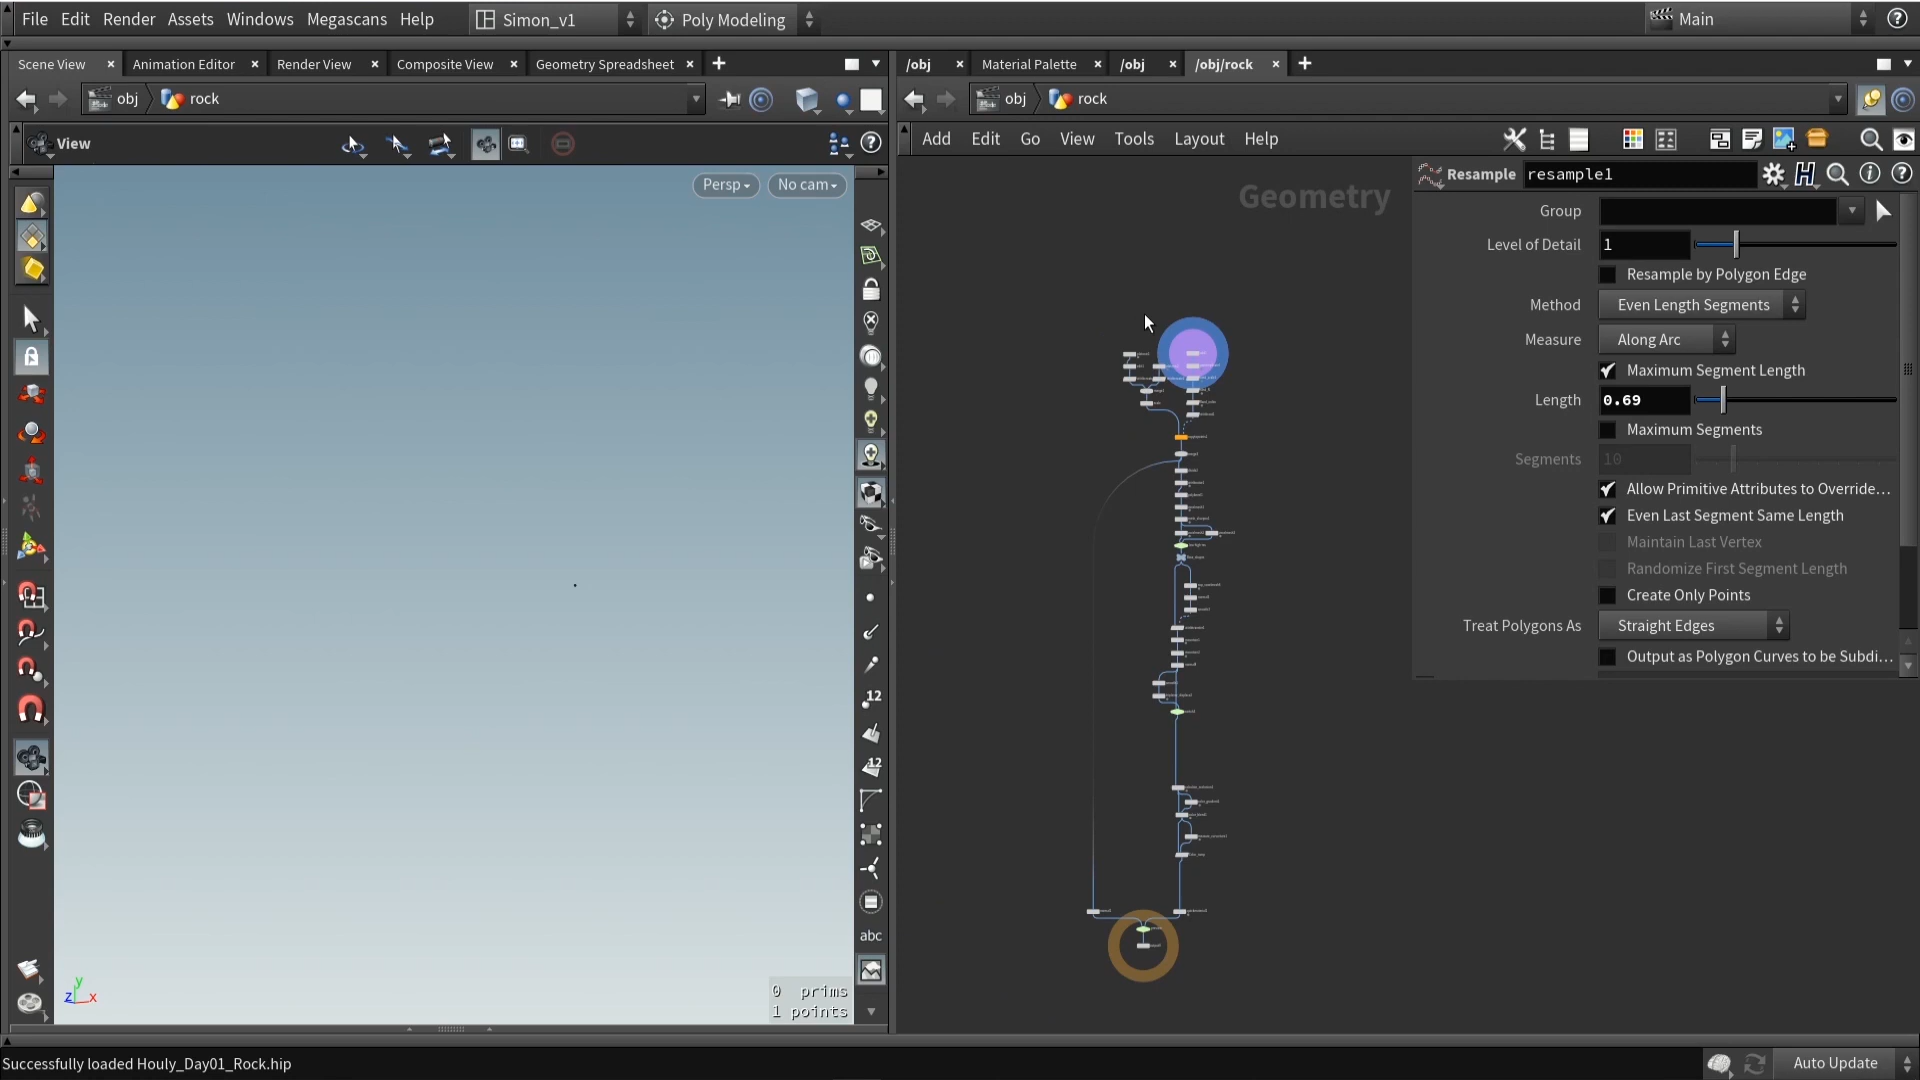 File Edit Render Assets Windows Megascans Help Simon_v1 Poly Modeling Main
Scene View Animation Editor Render View Composite View Geometry Spreadsheet
/obj Material Palette /obj /obj/rock
obj rock
obj rock
View
Add Edit Go View Tools Layout Help
Persp No cam
Geometry
Resample resample1
Group
Level of Detail 1
Resample by Polygon Edge
Method Even Length Segments
Measure Along Arc
Maximum Segment Length
Length 0.69
Maximum Segments
Segments 10
Allow Primitive Attributes to Override...
Even Last Segment Same Length
Maintain Last Vertex
Randomize First Segment Length
Create Only Points
Treat Polygons As Straight Edges
Output as Polygon Curves to be Subdi...
12
12
abc
y
z x
0 prims
1 points
Successfully loaded Houly_Day01_Rock.hip
Auto Update